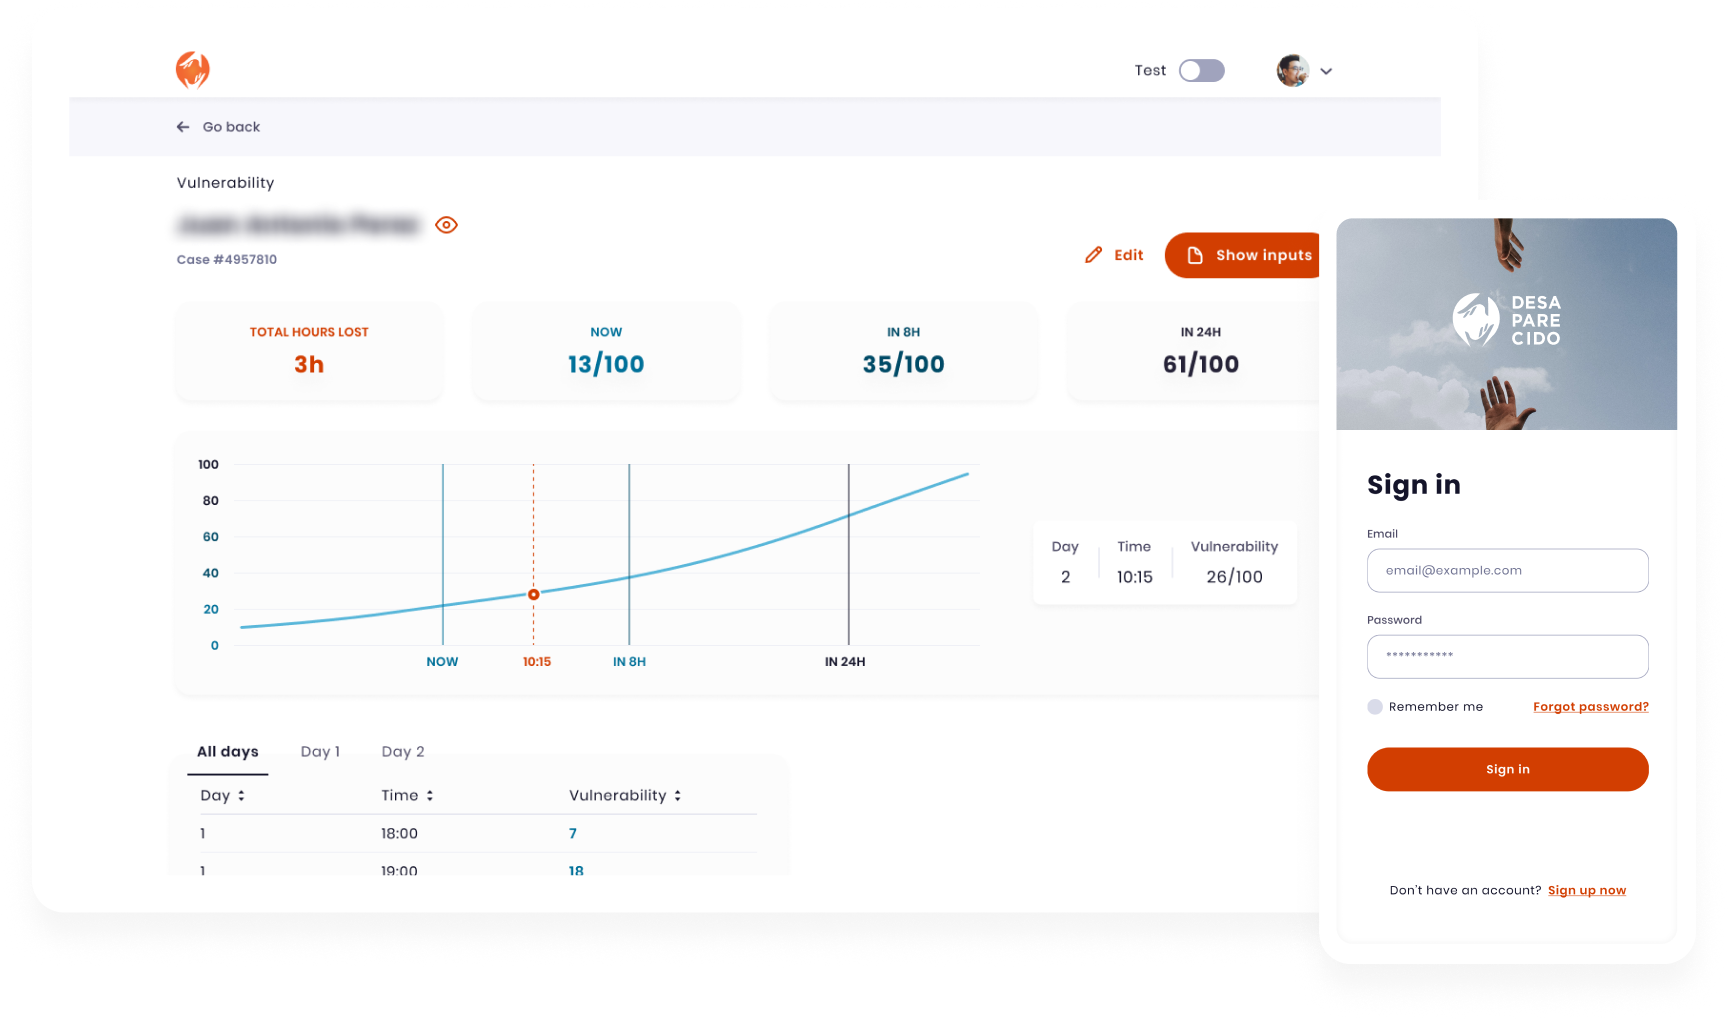 Test
Go back
Vulnerability
Case #4957810
Edit
Show inputs
TOTAL HOURS LOST
3h
NOW
13/100
IN 8H
35/100
IN 24H
61/100
100
80
60
40
20
0
NOW
10:15
IN 8H
IN 24H
Day
Time
Vulnerability
2
10:15
26/100
All days
Day 1
Day 2
Day
Time
Vulnerability
1
18:00
7
1
19:00
18
DESA
PARE
CIDO
Sign in
Email
email@example.com
Password
***********
Remember me
Forgot password?
Sign in
Don't have an account? Sign up now